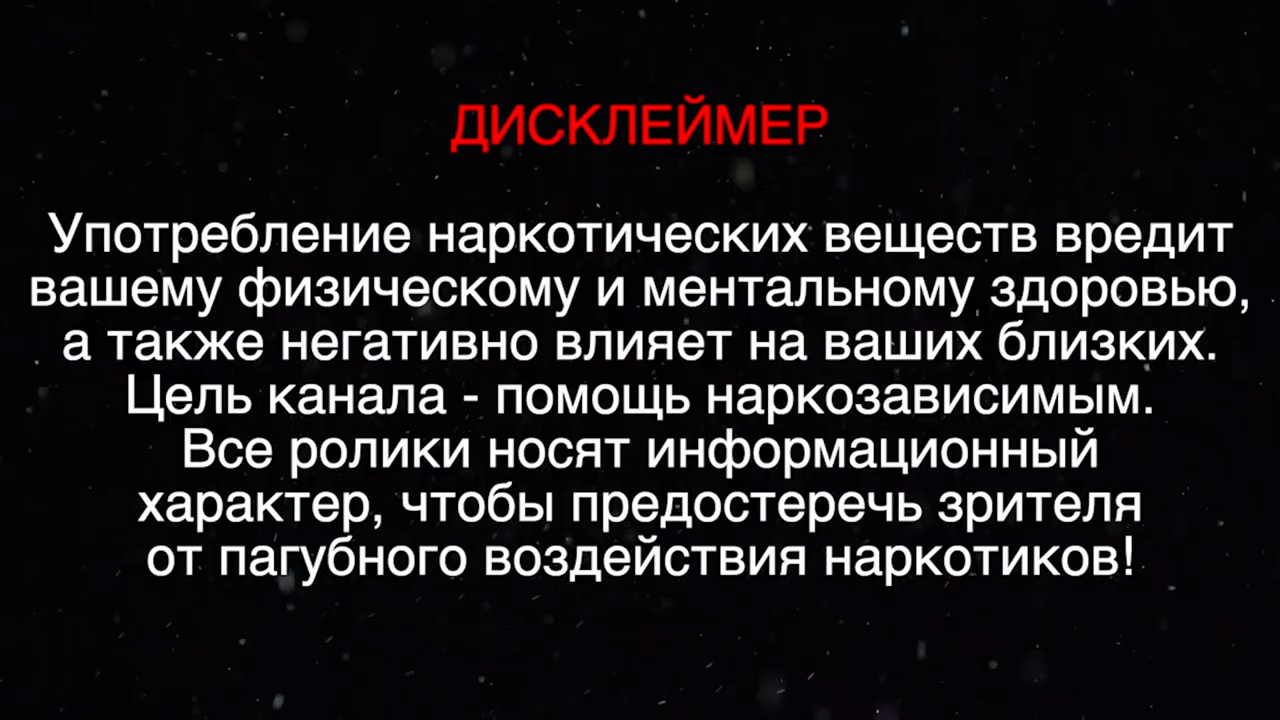 ДИСКЛЕЙМЕР
Употребление наркотических веществ вредит
вашему физическому и ментальному здоровью,
а также негативно влияет на ваших близких.
Цель канала - помощь наркозависимым.
Все ролики носят информационный
характер, чтобы предостеречь зрителя
от пагубного воздействия наркотиков!